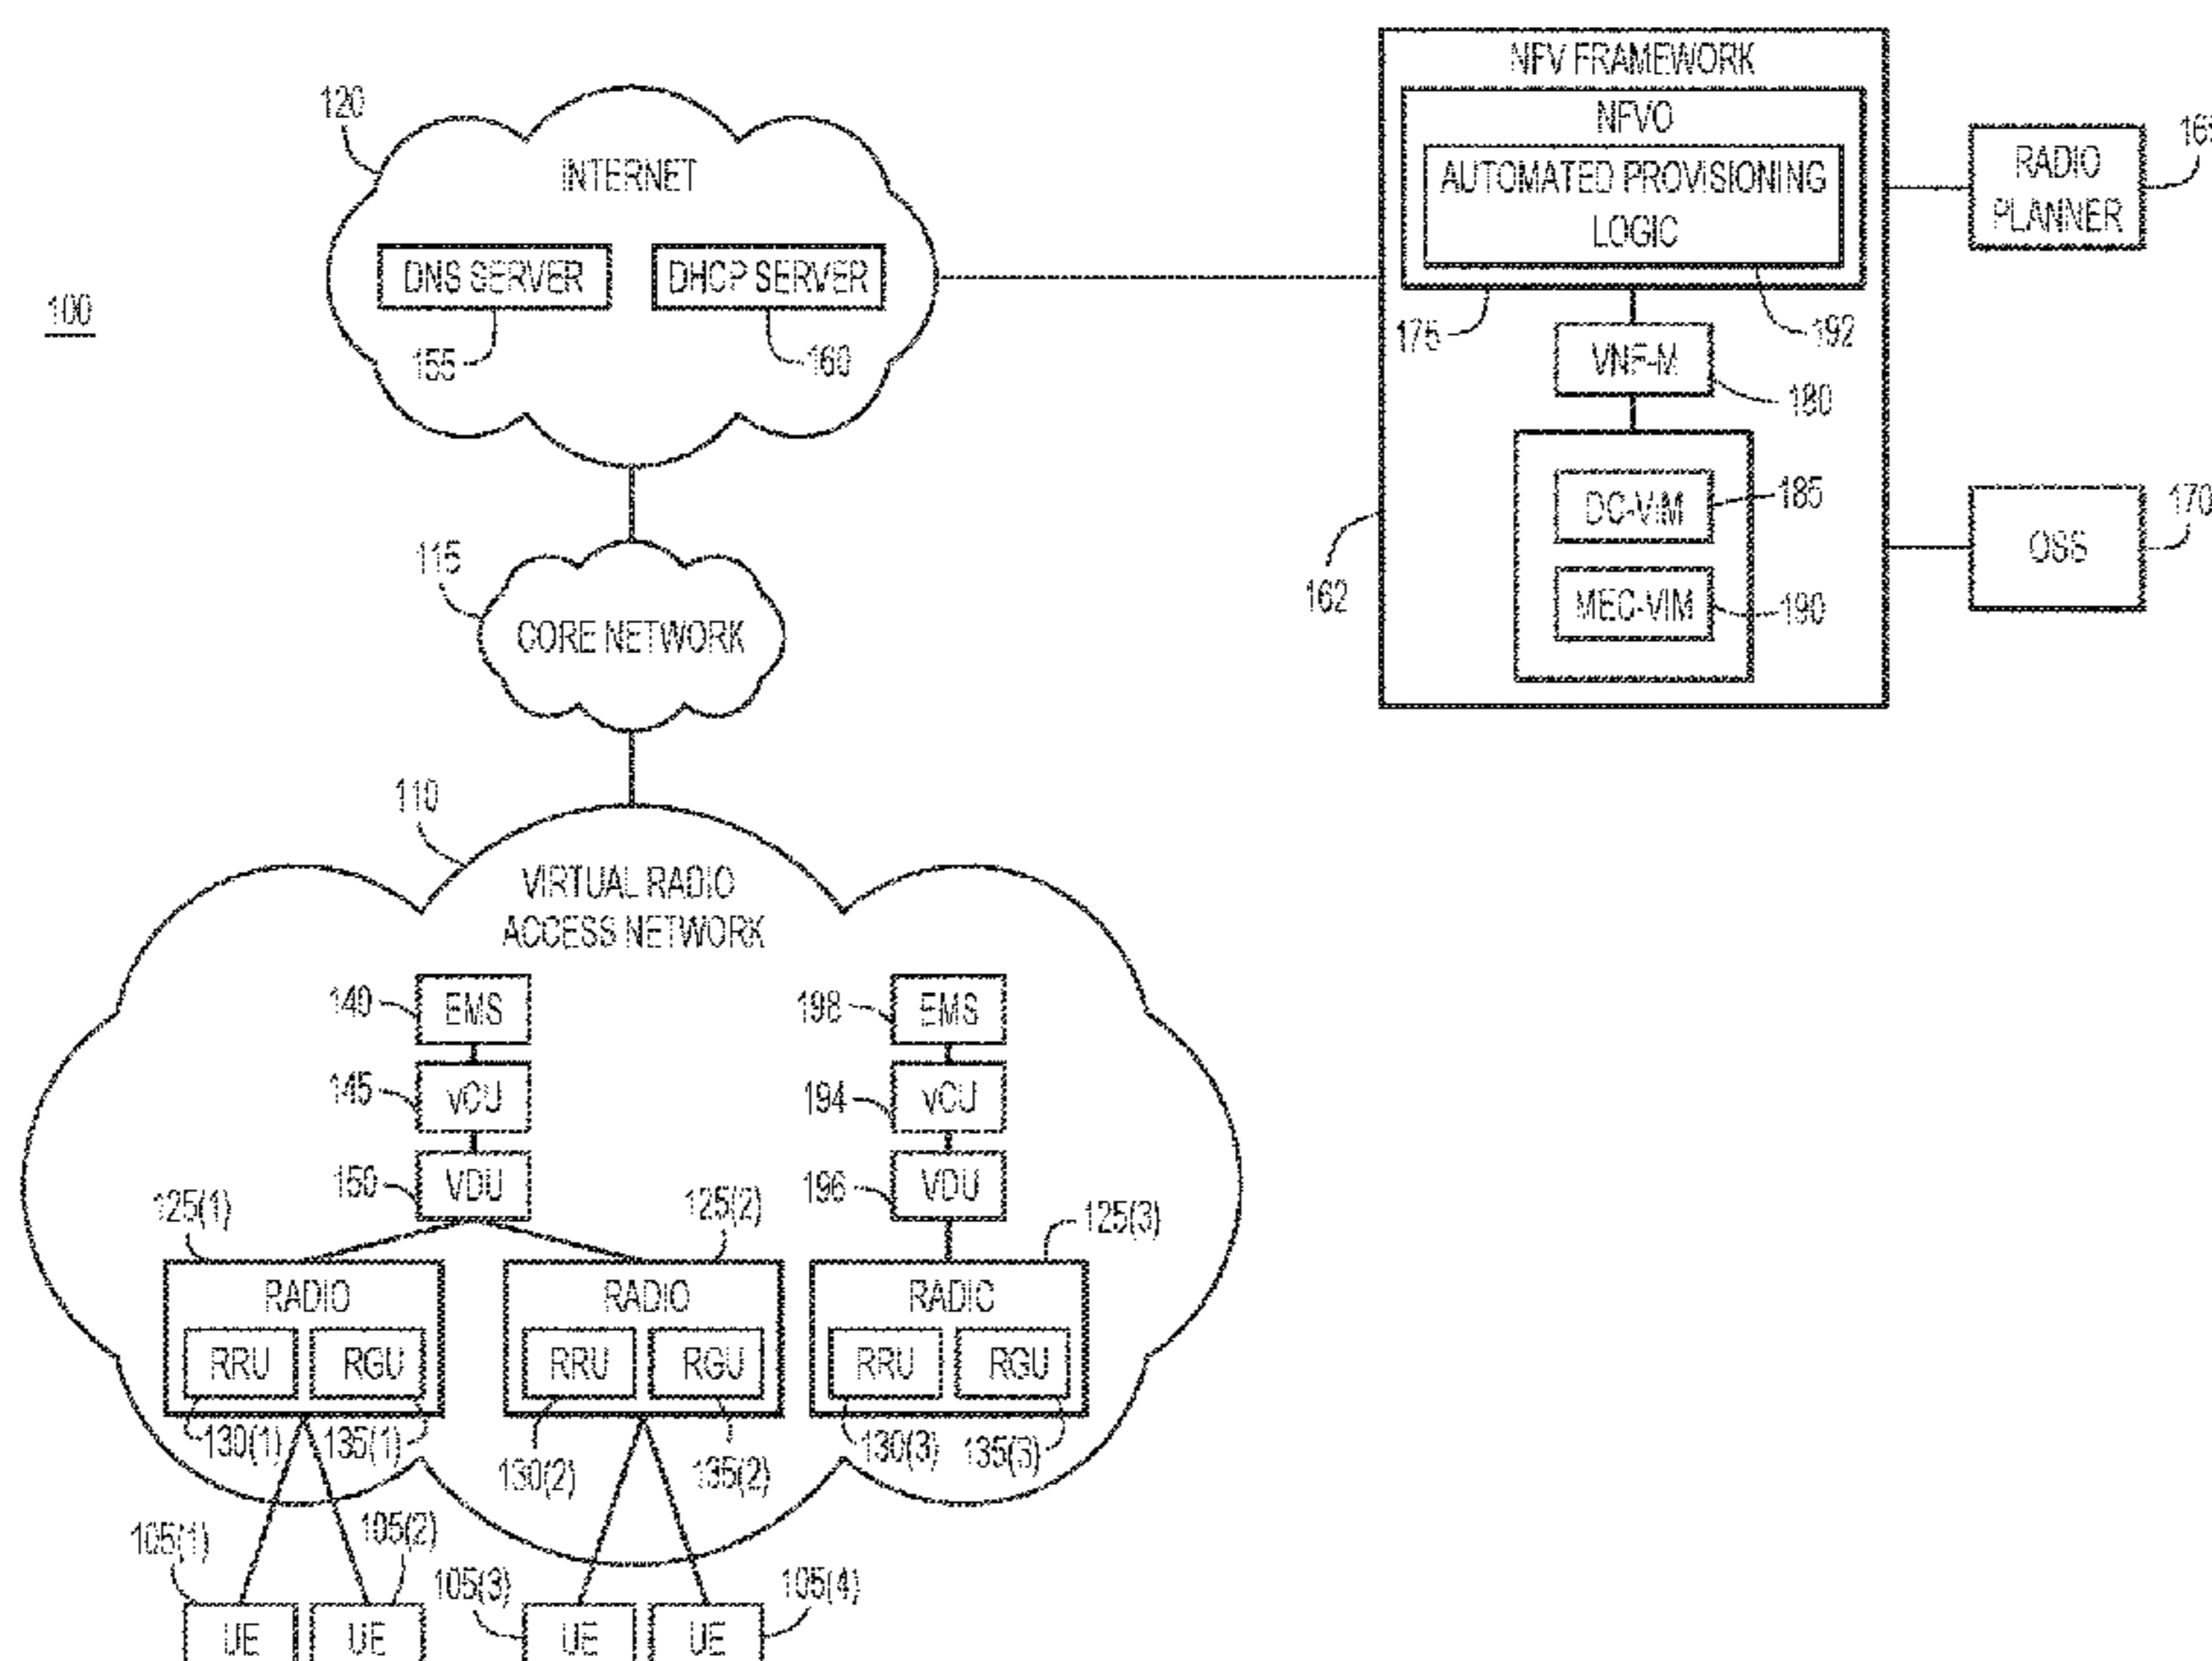 100
120
INTERNET
DNS SERVER
DHCP SERVER
155
160
115
CORE NETWORK
110
VIRTUAL RADIO
ACCESS NETWORK
140
EMS
145
vCU
150
VDU
198
EMS
194
vCU
196
VDU
125(1)
125(2)
125(3)
RADIO
RRU
RGU
130(1)
135(1)
RADIO
RRU
RGU
130(2)
135(2)
RADIO
RRU
RGU
130(3)
135(3)
105(1)
105(2)
105(3)
105(4)
UE
UE
UE
UE
NFV FRAMEWORK
NFVO
AUTOMATED PROVISIONING
LOGIC
175
192
VNF-M
180
DC-VIM
185
MEC-VIM
190
162
RADIO
PLANNER
OSS
170